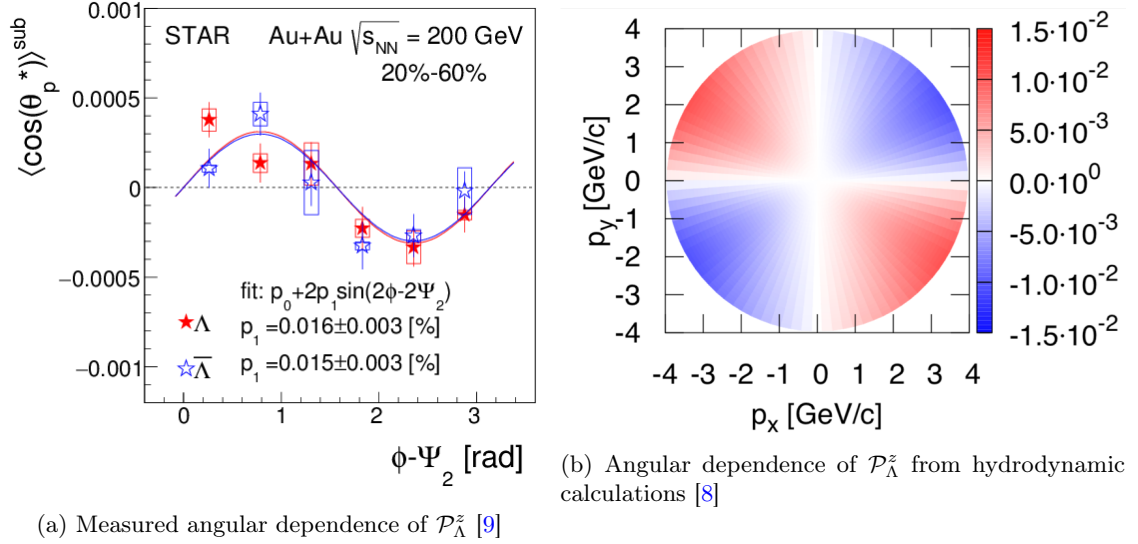 ⟨cos(θp*)⟩sub
0.001
0.0005
0
−0.0005
−0.001
STAR Au+Au √sNN = 200 GeV
20%-60%
fit: p0+2p1sin(2ϕ-2Ψ2)
Λ p1=0.016±0.003 [%]
Λ̅ p1=0.015±0.003 [%]
0 1 2 3
ϕ-Ψ2 [rad]
(a) Measured angular dependence of 𝒫Λz [9]
py [GeV/c]
4
3
2
1
0
-1
-2
-3
-4
-4 -3 -2 -1 0 1 2 3 4
px [GeV/c]
1.5·10-2
1.0·10-2
5.0·10-3
0.0·100
-5.0·10-3
-1.0·10-2
-1.5·10-2
(b) Angular dependence of 𝒫Λz from hydrodynamic
calculations [8]